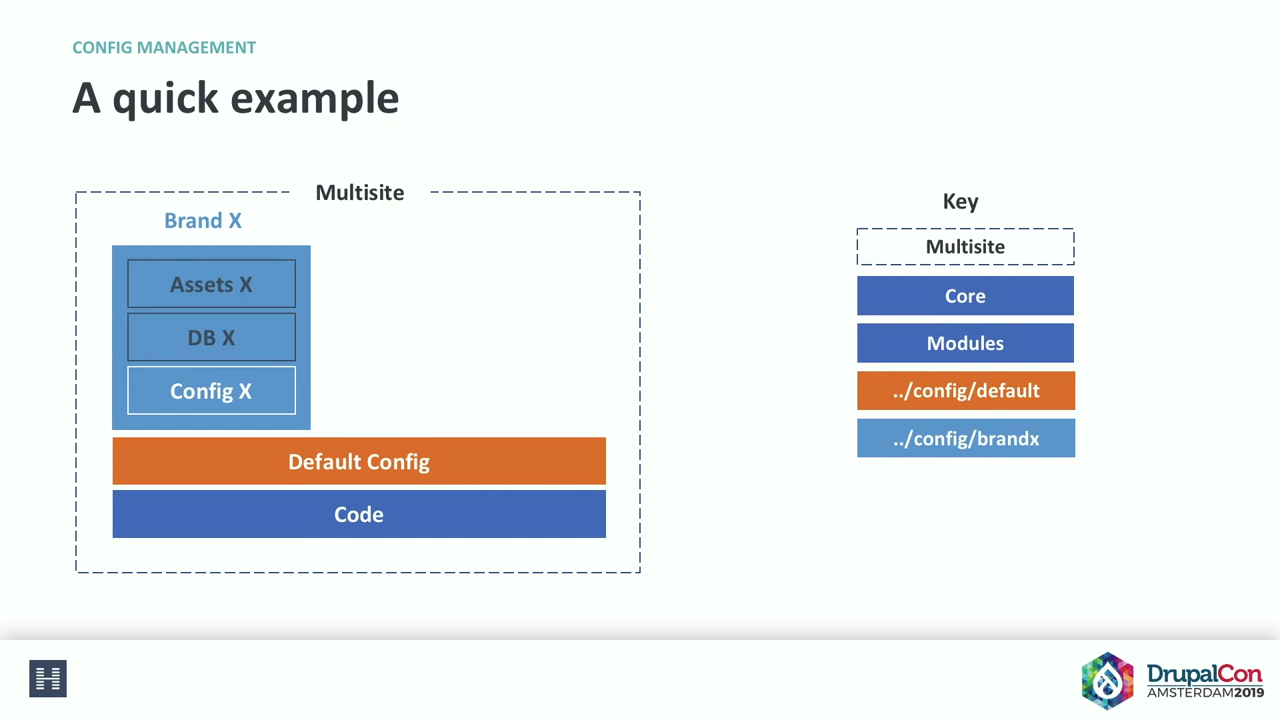 CONFIG MANAGEMENT
A quick example
Multisite
Brand X
Assets X
DB X
Config X
Default Config
Code
Key
Multisite
Core
Modules
../config/default
../config/brandx
H
DrupalCon
AMSTERDAM2019